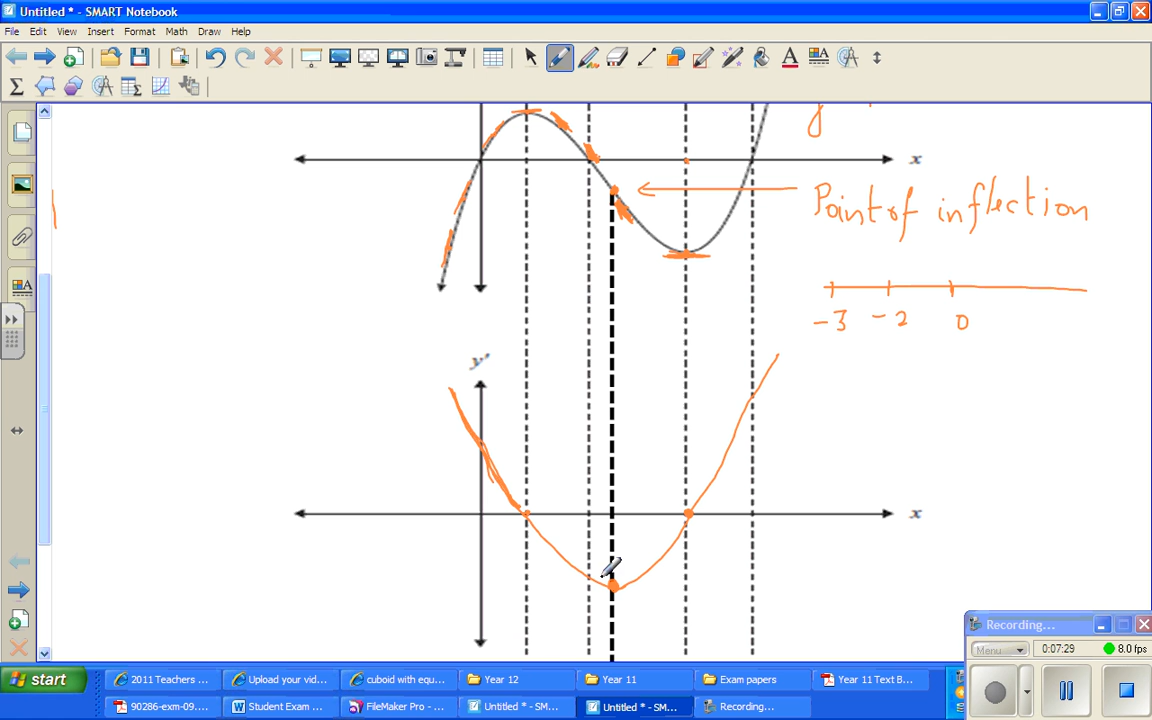 Untitled * - SMART Notebook
File Edit View Insert Format Math Draw Help
y
x
Point of inflection
-3 -2 0
y'
x
Recording...
Menu
0:07:29
8.0 fps
start
2011 Teachers ...
Upload your vid...
cuboid with equ...
Year 12
Year 11
Exam papers
Year 11 Text B...
90286-exm-09....
Student Exam ...
FileMaker Pro - ...
Untitled * - SM...
Untitled * - SM...
Recording...